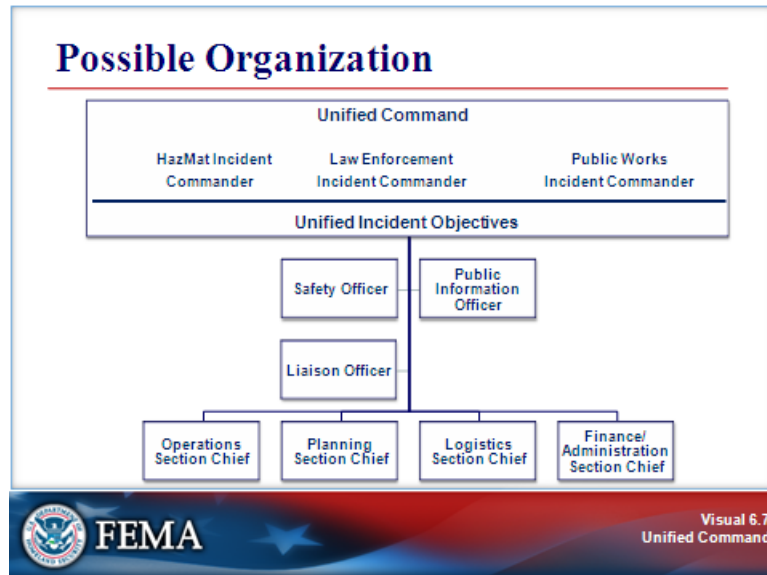 Possible Organization
Unified Command
HazMat Incident
Commander
Law Enforcement
Incident Commander
Public Works
Incident Commander
Unified Incident Objectives
Safety Officer
Public
Information
Officer
Liaison Officer
Operations
Section Chief
Planning
Section Chief
Logistics
Section Chief
Finance/
Administration
Section Chief
FEMA
Visual 6.7
Unified Command